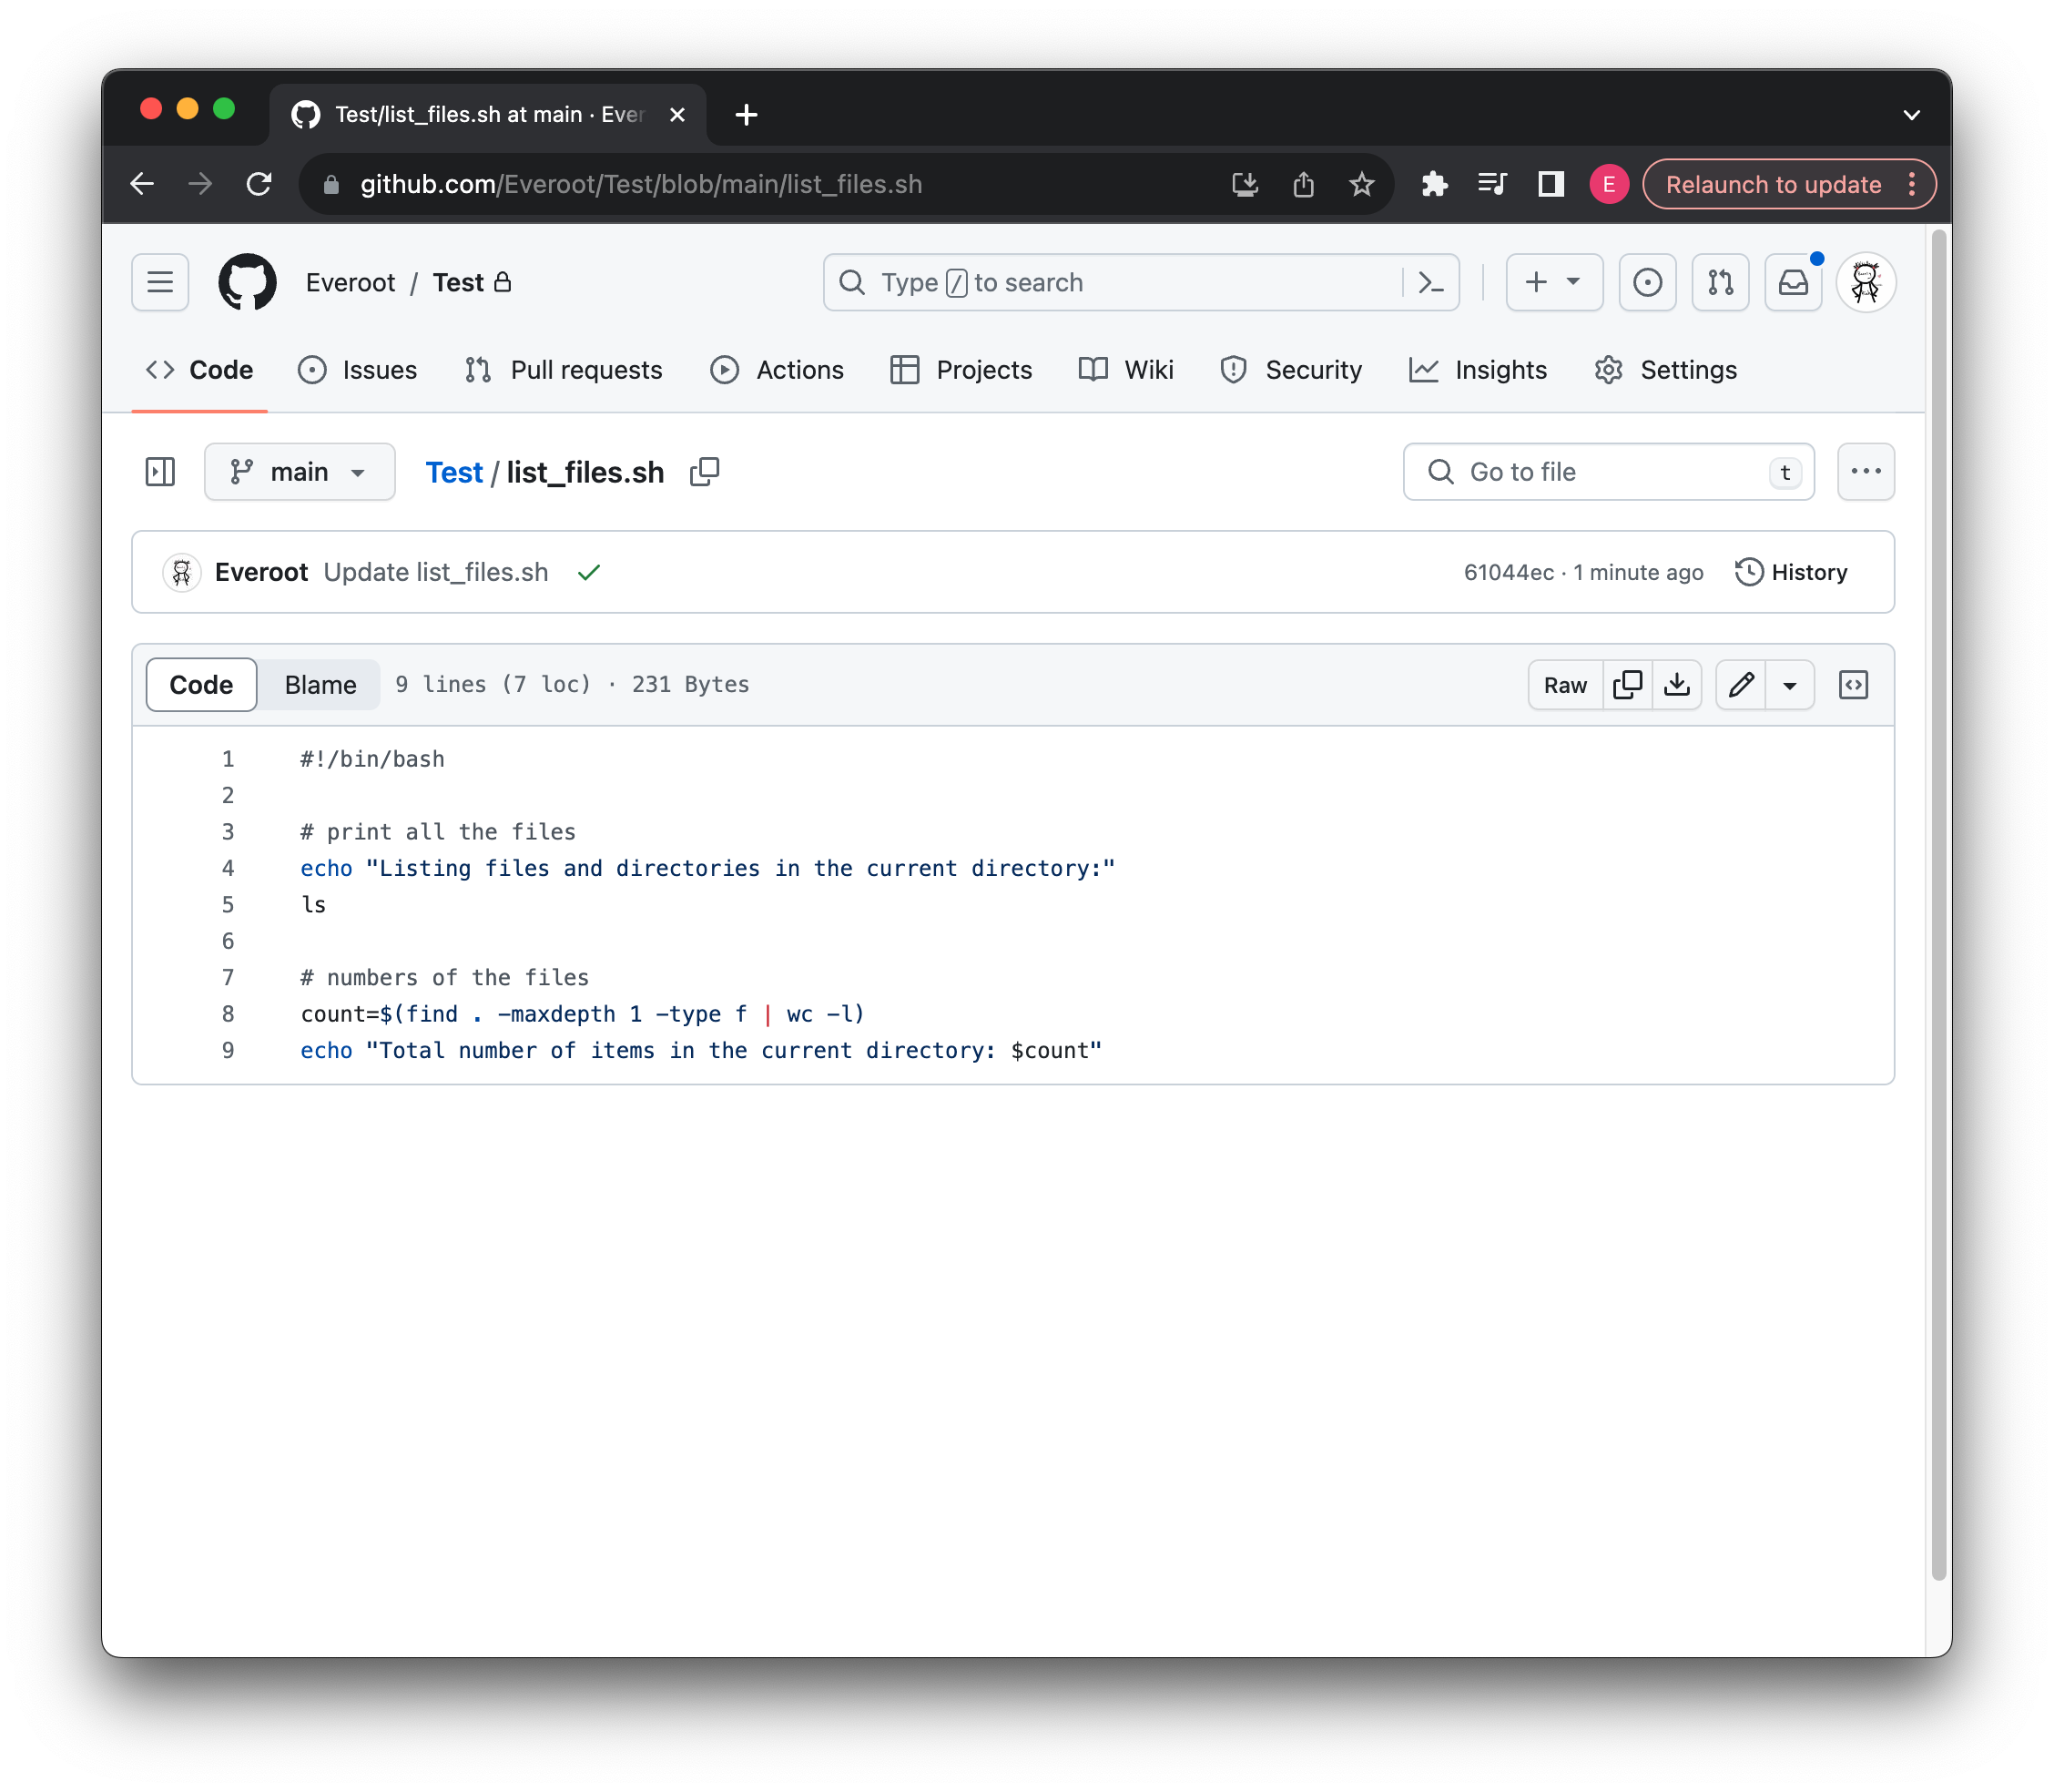 Test/list_files.sh at main · Ever
github.com/Everoot/Test/blob/main/list_files.sh
E
Relaunch to update
Everoot / Test
Type / to search
Code
Issues
Pull requests
Actions
Projects
Wiki
Security
Insights
Settings
main
Test / list_files.sh
Go to file
t
Everoot Update list_files.sh
61044ec · 1 minute ago
History
Code
Blame
9 lines (7 loc) · 231 Bytes
Raw
1 #!/bin/bash
2
3 # print all the files
4 echo "Listing files and directories in the current directory:"
5 ls
6
7 # numbers of the files
8 count=$(find . -maxdepth 1 -type f | wc -l)
9 echo "Total number of items in the current directory: $count"